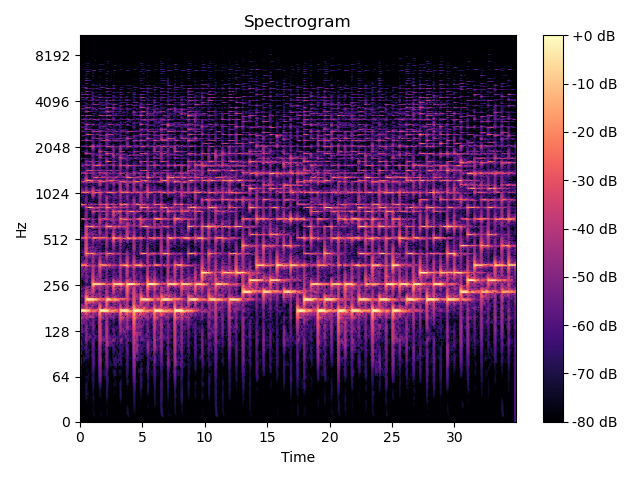 Spectrogram
8192
4096
2048
1024
512
256
128
64
0
Hz
0 5 10 15 20 25 30
Time
+0 dB
-10 dB
-20 dB
-30 dB
-40 dB
-50 dB
-60 dB
-70 dB
-80 dB